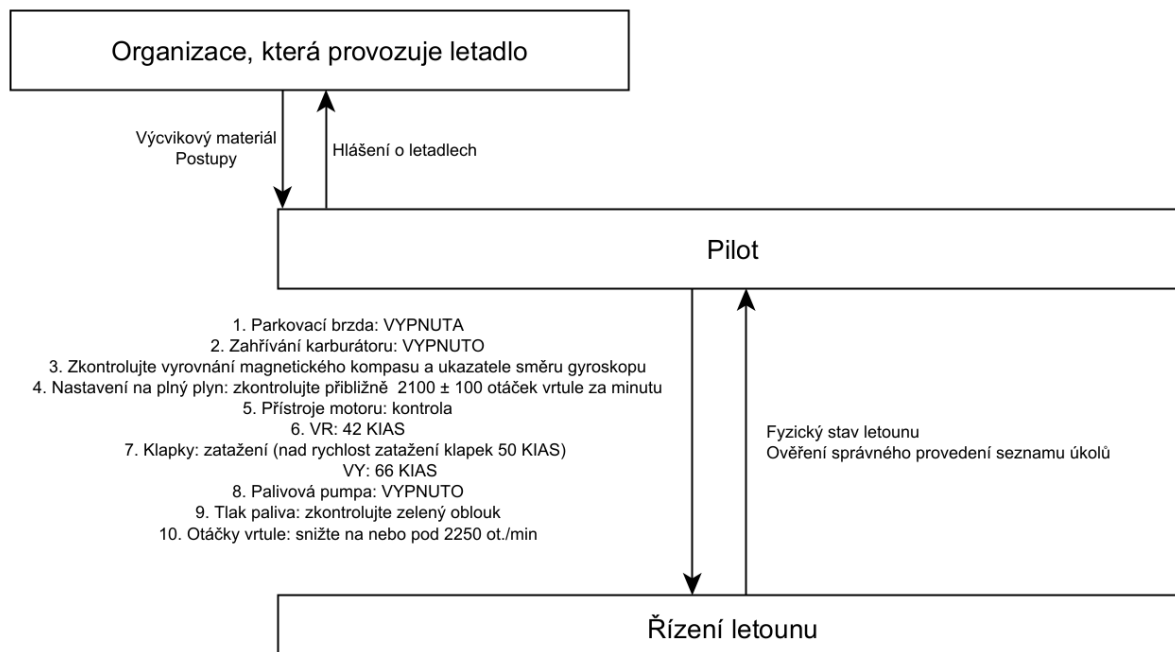 Organizace, která provozuje letadlo
Výcvikový materiál
Postupy
Hlášení o letadlech
Pilot
1. Parkovací brzda: VYPNUTA
2. Zahřívání karburátoru: VYPNUTO
3. Zkontrolujte vyrovnání magnetického kompasu a ukazatele směru gyroskopu
4. Nastavení na plný plyn: zkontrolujte přibližně 2100 ± 100 otáček vrtule za minutu
5. Přístroje motoru: kontrola
6. VR: 42 KIAS
7. Klapky: zatažení (nad rychlost zatažení klapek 50 KIAS)
VY: 66 KIAS
8. Palivová pumpa: VYPNUTO
9. Tlak paliva: zkontrolujte zelený oblouk
10. Otáčky vrtule: snižte na nebo pod 2250 ot./min
Fyzický stav letounu
Ověření správného provedení seznamu úkolů
Řízení letounu